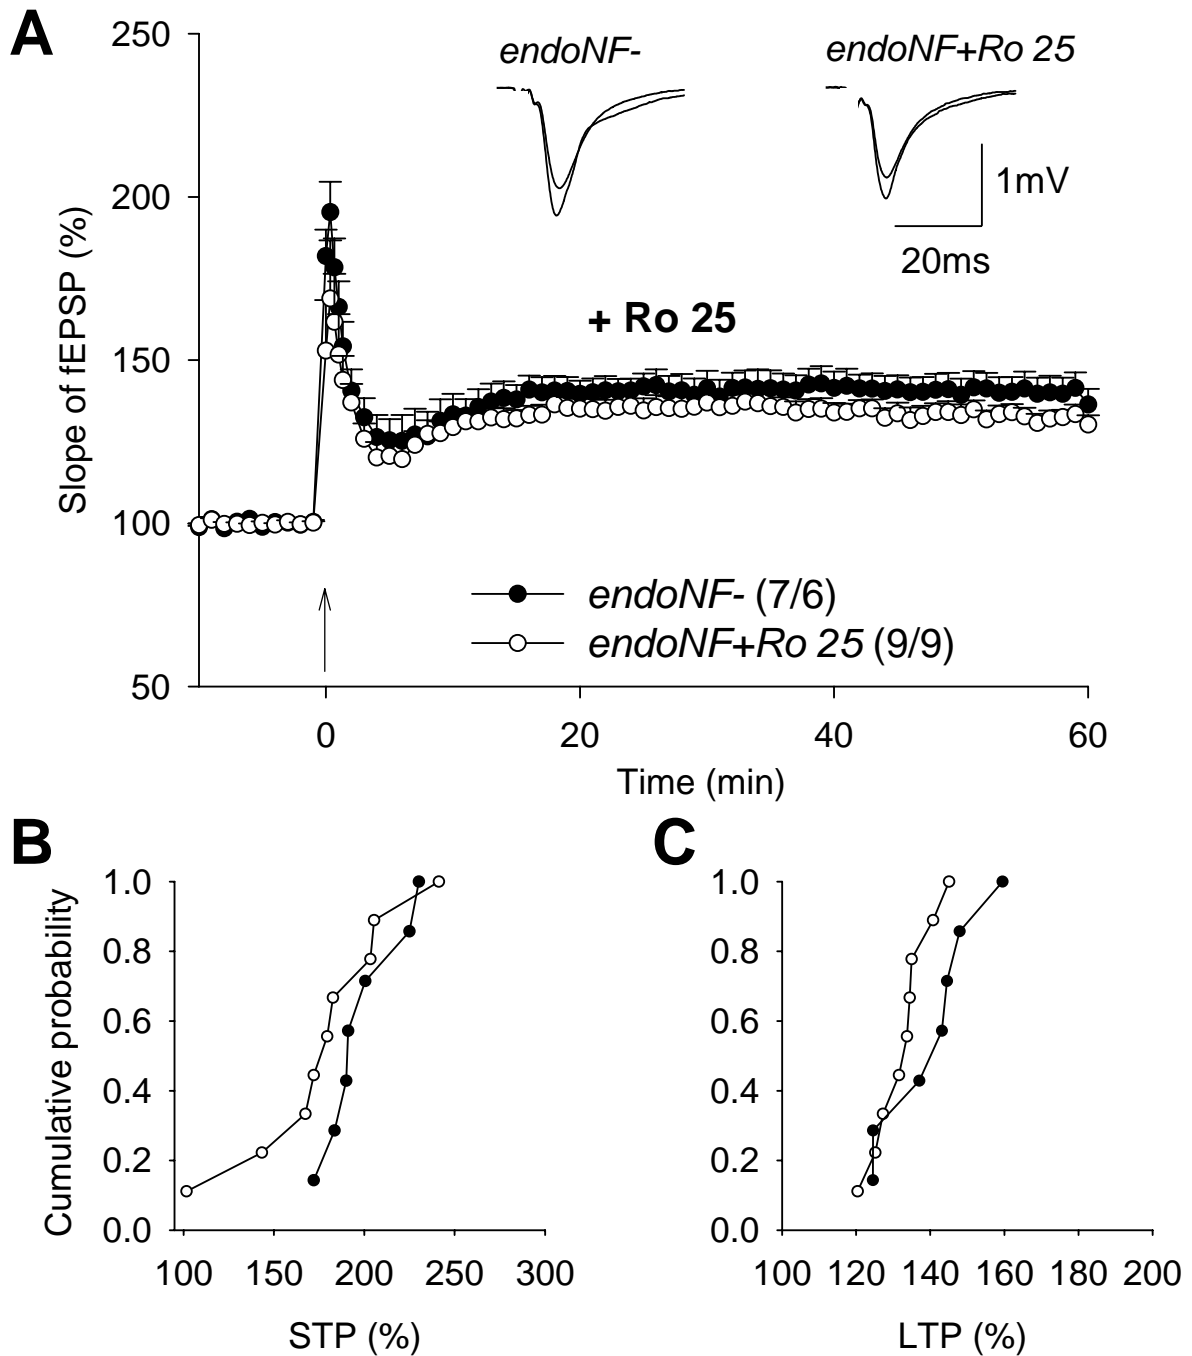 A
250
200
150
100
50
Slope of fEPSP (%)
endoNF-
endoNF+Ro 25
1mV
20ms
+ Ro 25
endoNF- (7/6)
endoNF+Ro 25 (9/9)
0 20 40 60
Time (min)
B
1.0
0.8
0.6
0.4
0.2
0.0
Cumulative probability
100 150 200 250 300
STP (%)
C
1.0
0.8
0.6
0.4
0.2
0.0
100 120 140 160 180 200
LTP (%)